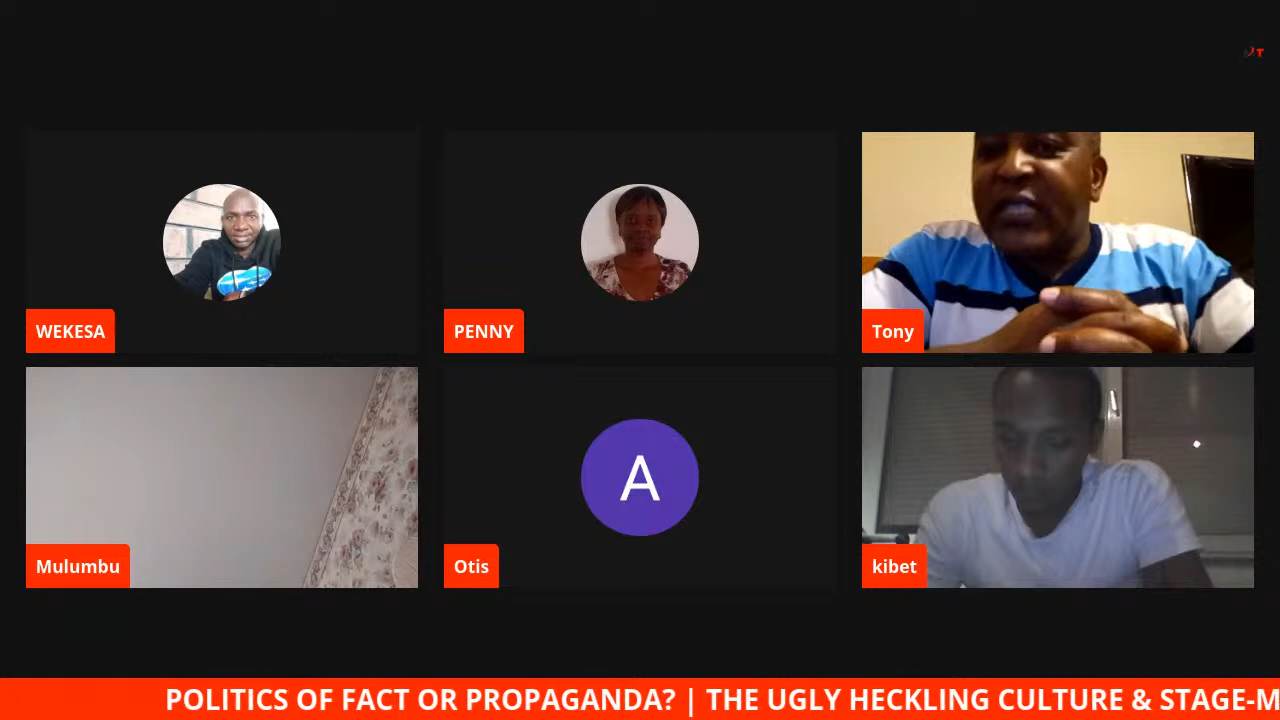 WEKESA
PENNY
Tony
Mulumbu
A
Otis
kibet
POLITICS OF FACT OR PROPAGANDA? | THE UGLY HECKLING CULTURE & STAGE-M